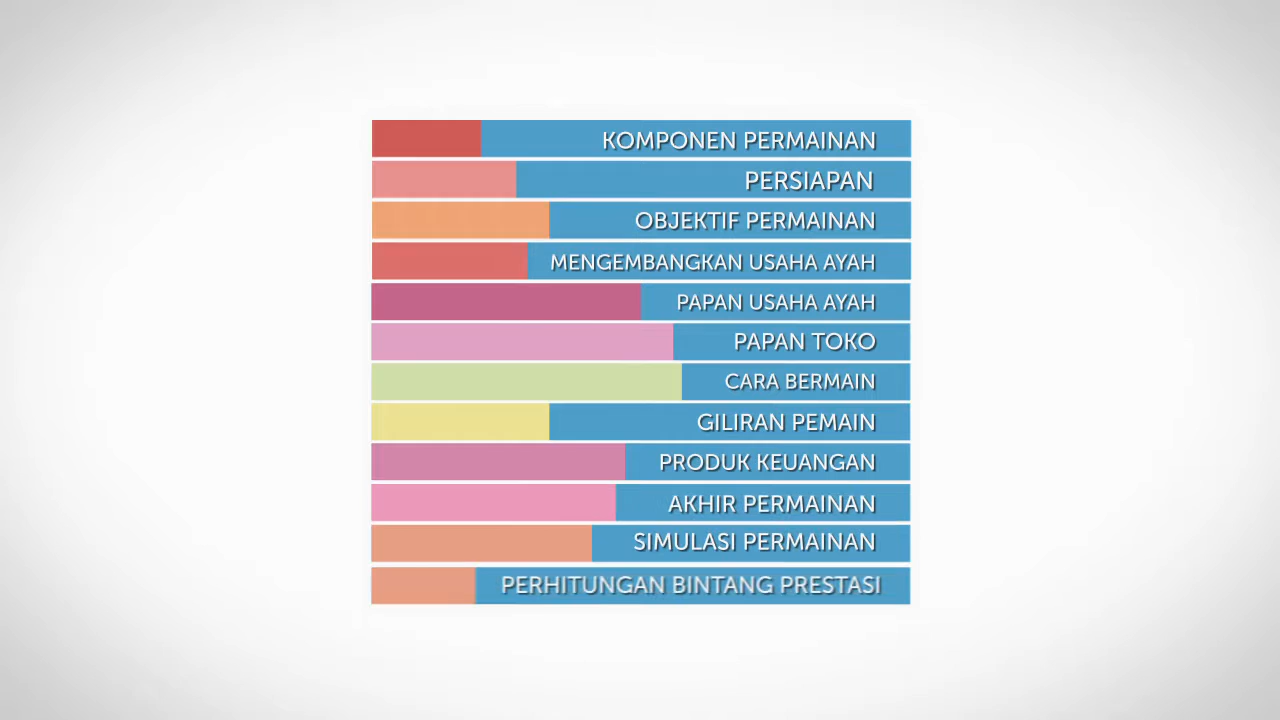 KOMPONEN PERMAINAN
PERSIAPAN
OBJEKTIF PERMAINAN
MENGEMBANGKAN USAHA AYAH
PAPAN USAHA AYAH
PAPAN TOKO
CARA BERMAIN
GILIRAN PEMAIN
PRODUK KEUANGAN
AKHIR PERMAINAN
SIMULASI PERMAINAN
PERHITUNGAN BINTANG PRESTASI